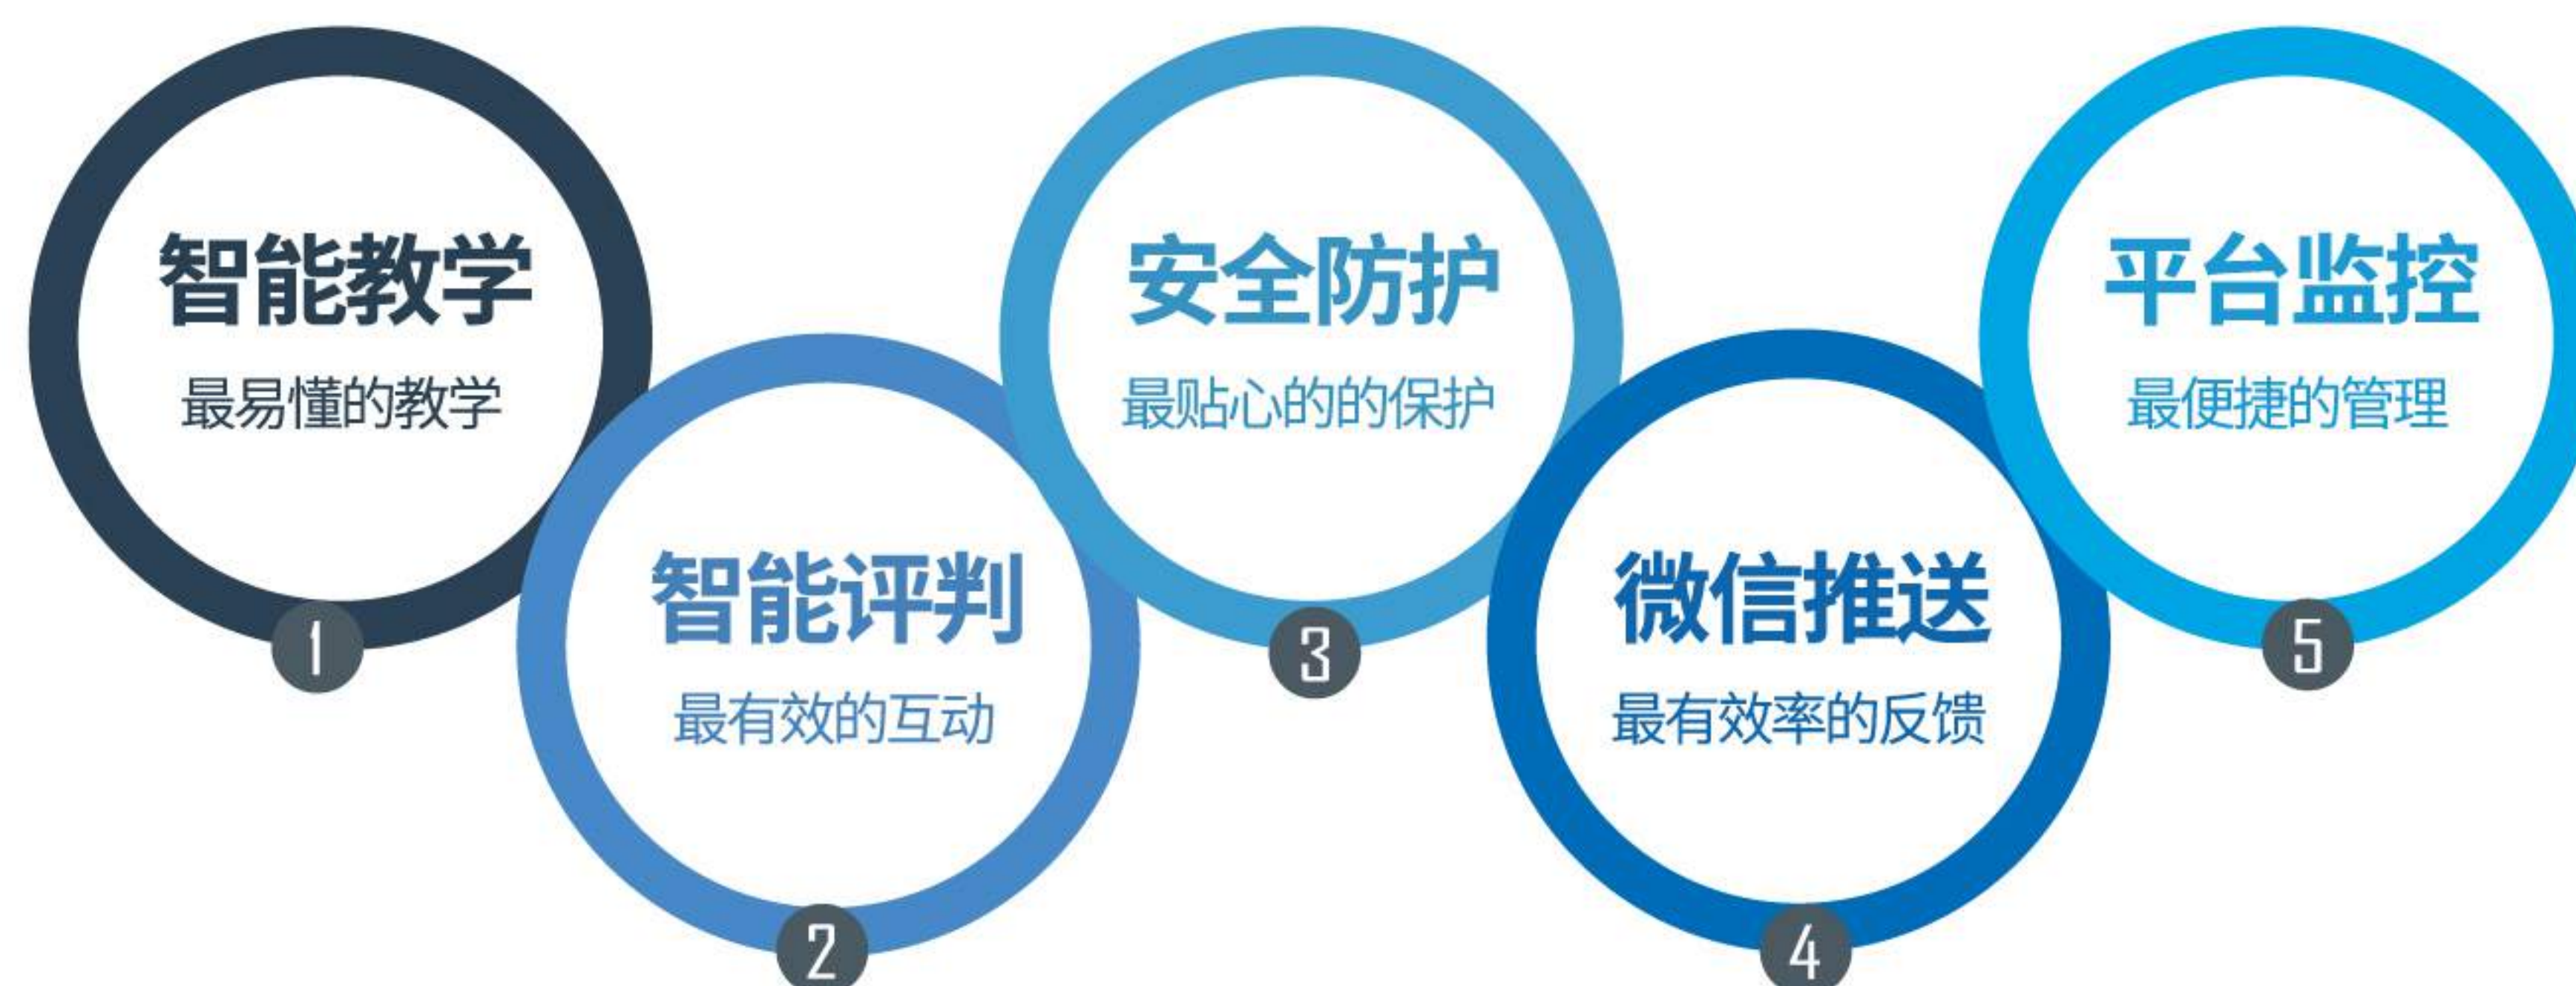 智能教学
最易懂的教学
1
智能评判
最有效的互动
2
安全防护
最贴心的的保护
3
微信推送
最有效率的反馈
4
平台监控
最便捷的管理
5